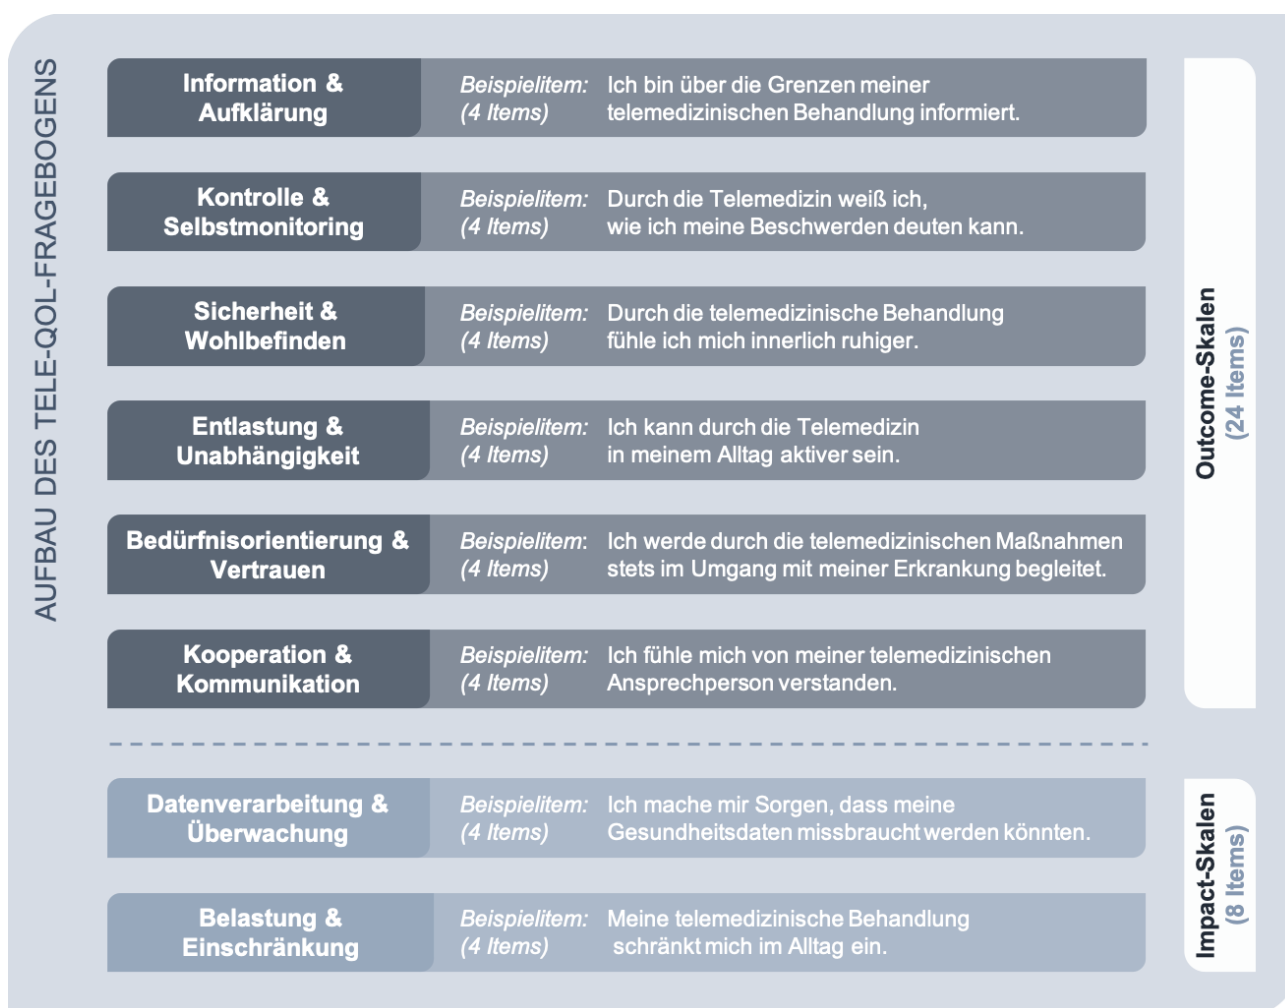 AUFBAU DES TELE-QOL-FRAGEBOGENS
Information &
Aufklärung
Beispielitem: Ich bin über die Grenzen meiner
(4 Items) telemedizinischen Behandlung informiert.
Kontrolle &
Selbstmonitoring
Beispielitem: Durch die Telemedizin weiß ich,
(4 Items) wie ich meine Beschwerden deuten kann.
Sicherheit &
Wohlbefinden
Beispielitem: Durch die telemedizinische Behandlung
(4 Items) fühle ich mich innerlich ruhiger.
Entlastung &
Unabhängigkeit
Beispielitem: Ich kann durch die Telemedizin
(4 Items) in meinem Alltag aktiver sein.
Bedürfnisorientierung &
Vertrauen
Beispielitem: Ich werde durch die telemedizinischen Maßnahmen
(4 Items) stets im Umgang mit meiner Erkrankung begleitet.
Kooperation &
Kommunikation
Beispielitem: Ich fühle mich von meiner telemedizinischen
(4 Items) Ansprechperson verstanden.
Outcome-Skalen
(24 Items)
Datenverarbeitung &
Überwachung
Beispielitem: Ich mache mir Sorgen, dass meine
(4 Items) Gesundheitsdaten missbraucht werden könnten.
Belastung &
Einschränkung
Beispielitem: Meine telemedizinische Behandlung
(4 Items) schränkt mich im Alltag ein.
Impact-Skalen
(8 Items)